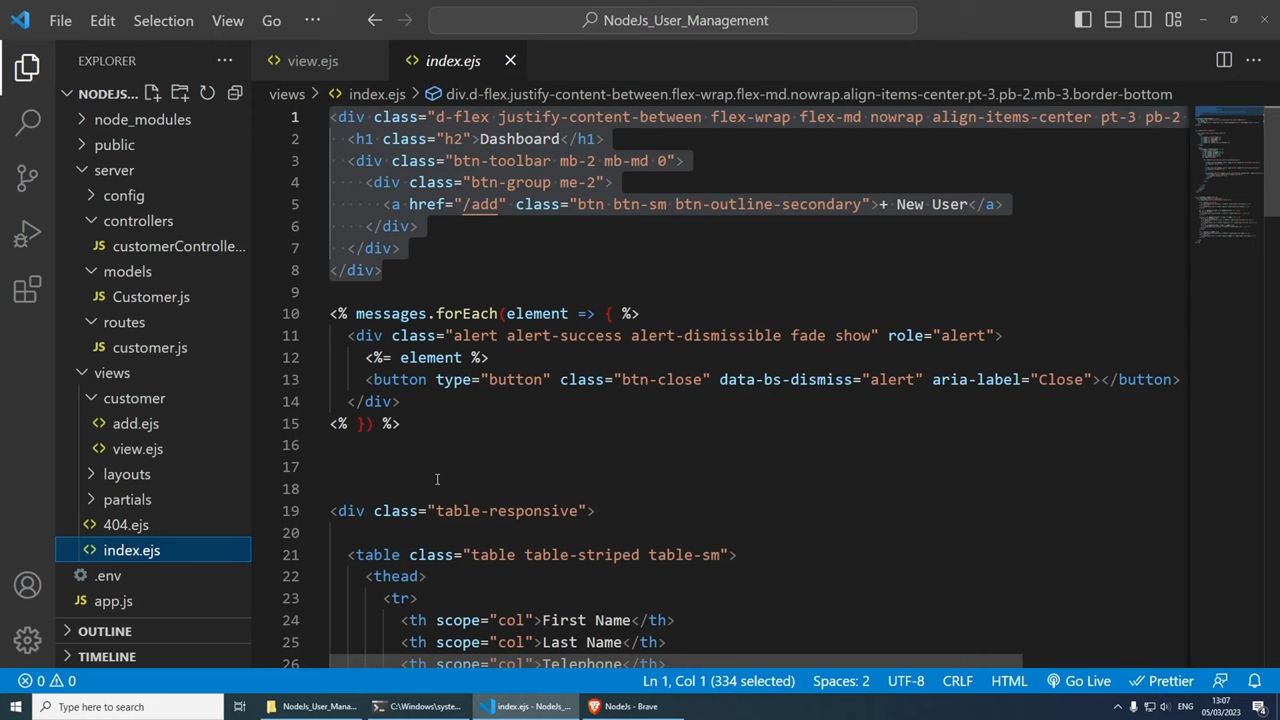 File Edit Selection View Go ··· NodeJs_User_Management
EXPLORER ···
view.ejs index.ejs
NODEJS...
views > index.ejs > div.d-flex.justify-content-between.flex-wrap.flex-md.nowrap.align-items-center.pt-3.pb-2.mb-3.border-bottom
node_modules
public
server
config
controllers
customerControlle...
models
Customer.js
routes
customer.js
views
customer
add.ejs
view.ejs
layouts
partials
404.ejs
index.ejs
.env
app.js
OUTLINE
TIMELINE
1 <div class="d-flex justify-content-between flex-wrap flex-md nowrap align-items-center pt-3 pb-2
2 <h1 class="h2">Dashboard</h1>
3 <div class="btn-toolbar mb-2 mb-md 0">
4 <div class="btn-group me-2">
5 <a href="/add" class="btn btn-sm btn-outline-secondary">+ New User</a>
6 </div>
7 </div>
8 </div>
9
10 <% messages.forEach(element => { %>
11 <div class="alert alert-success alert-dismissible fade show" role="alert">
12 <%= element %>
13 <button type="button" class="btn-close" data-bs-dismiss="alert" aria-label="Close"></button>
14 </div>
15 <% }) %>
16
17
18
19 <div class="table-responsive">
20
21 <table class="table table-striped table-sm">
22 <thead>
23 <tr>
24 <th scope="col">First Name</th>
25 <th scope="col">Last Name</th>
26 <th scope="col">Telephone</th>
0 0 Ln 1, Col 1 (334 selected) Spaces: 2 UTF-8 CRLF HTML Go Live Prettier
Type here to search NodeJs_User_Mana... C:\Windows\syste... index.ejs - NodeJs_... NodeJs - Brave ENG 13:07
05/03/2023 4